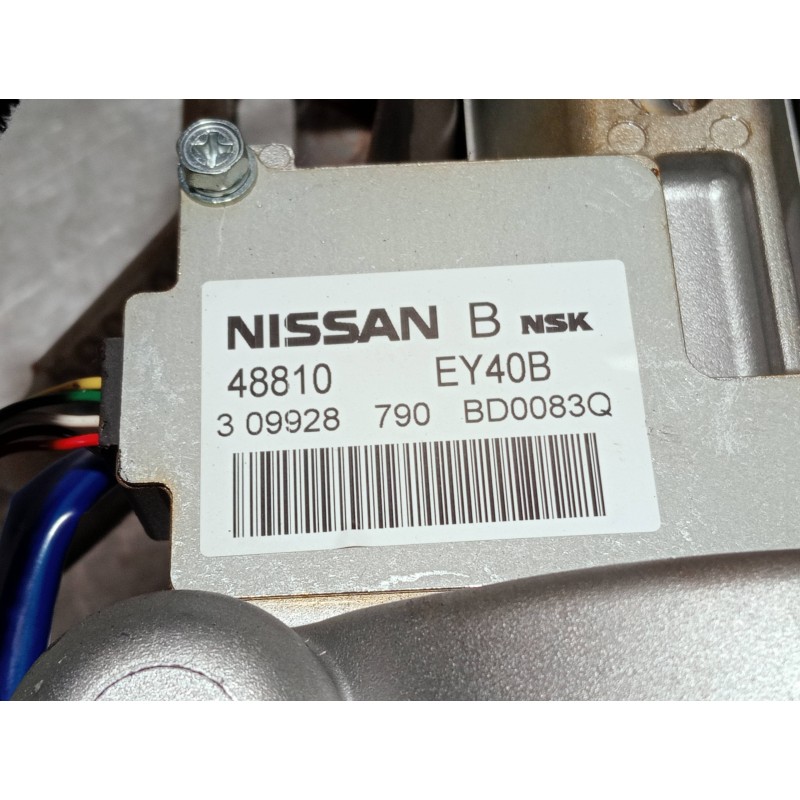 NISSAN B NSK
48810 EY40B
3 09928 790 BD0083Q